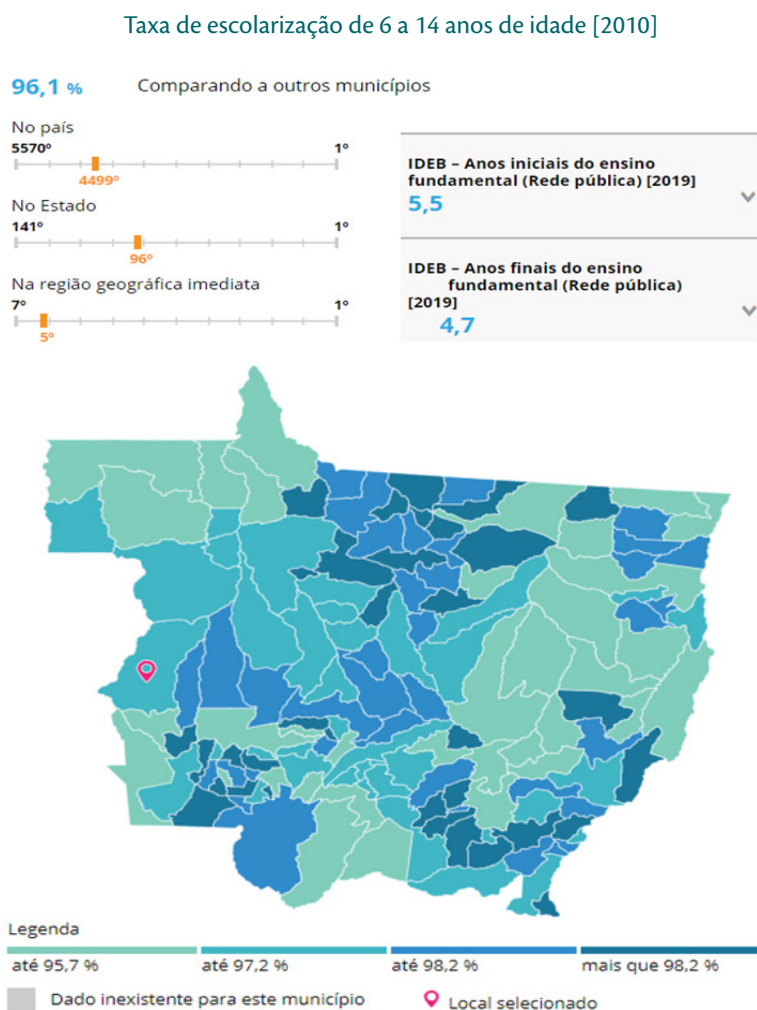 Taxa de escolarização de 6 a 14 anos de idade [2010]
96,1 %
Comparando a outros municípios
No país
5570º
1º
4499º
No Estado
141º
1º
96º
Na região geográfica imediata
7º
1º
5º
IDEB – Anos iniciais do ensino
fundamental (Rede pública) [2019]
5,5
IDEB – Anos finais do ensino
fundamental (Rede pública)
[2019]
4,7
Legenda
até 95,7 %
até 97,2 %
até 98,2 %
mais que 98,2 %
Dado inexistente para este município
Local selecionado